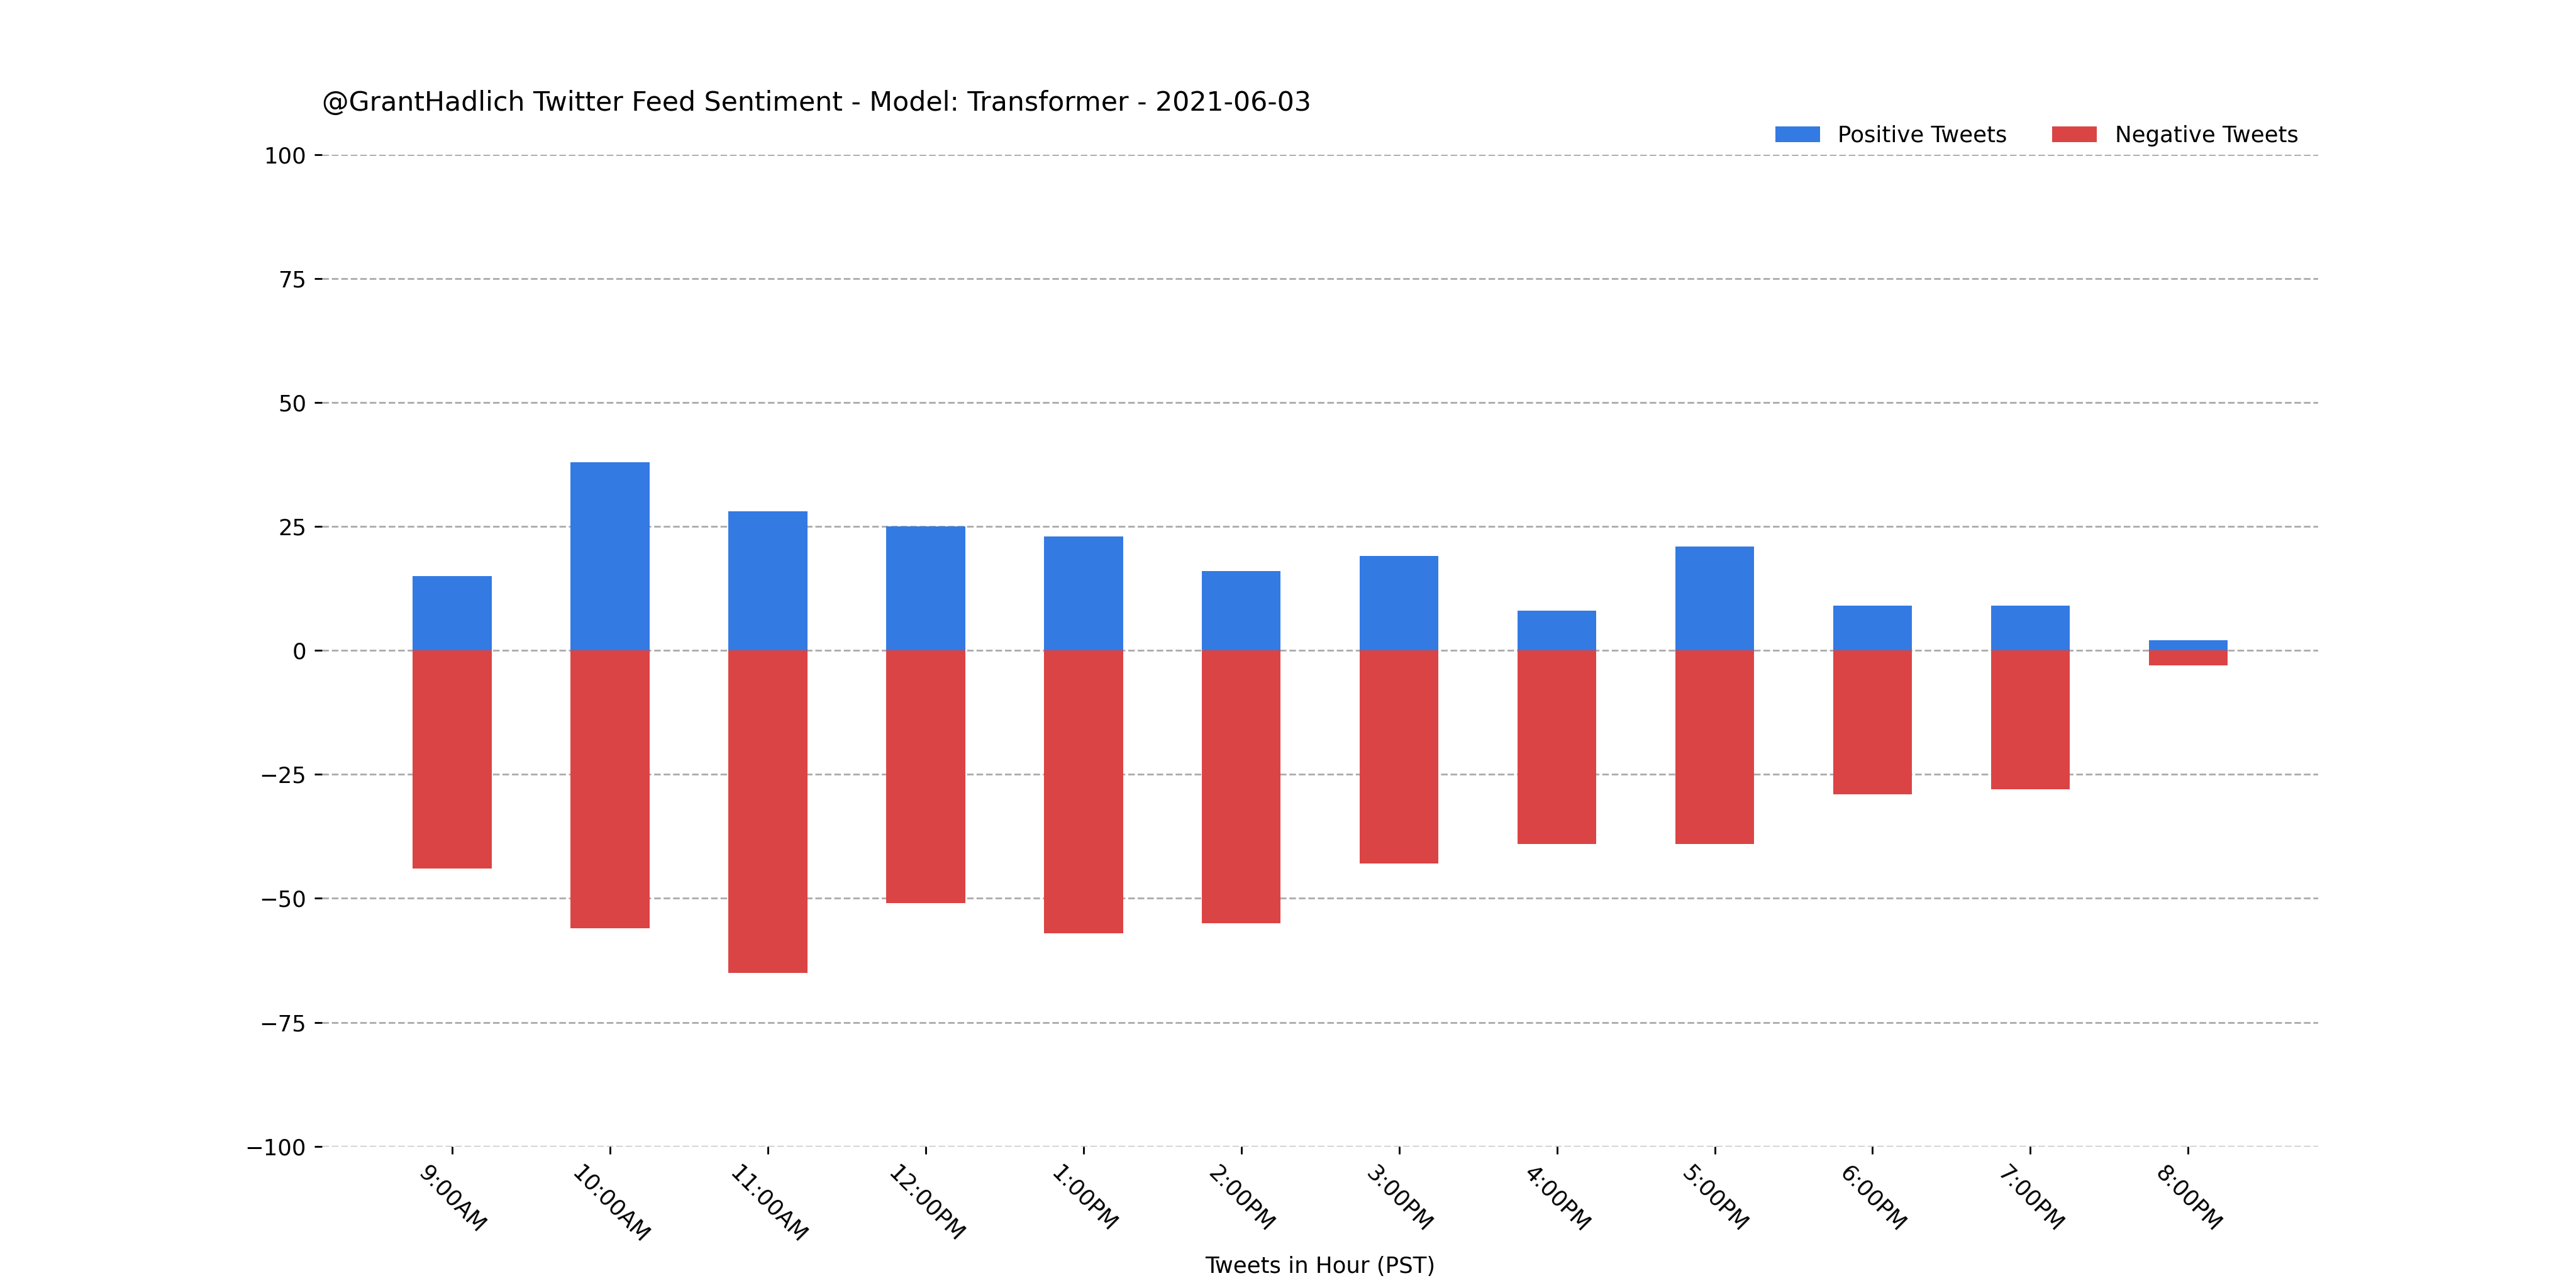 @GrantHadlich Twitter Feed Sentiment - Model: Transformer - 2021-06-03
Positive Tweets Negative Tweets
100
75
50
25
0
−25
−50
−75
−100
9:00AM 10:00AM 11:00AM 12:00PM 1:00PM 2:00PM 3:00PM 4:00PM 5:00PM 6:00PM 7:00PM 8:00PM
Tweets in Hour (PST)